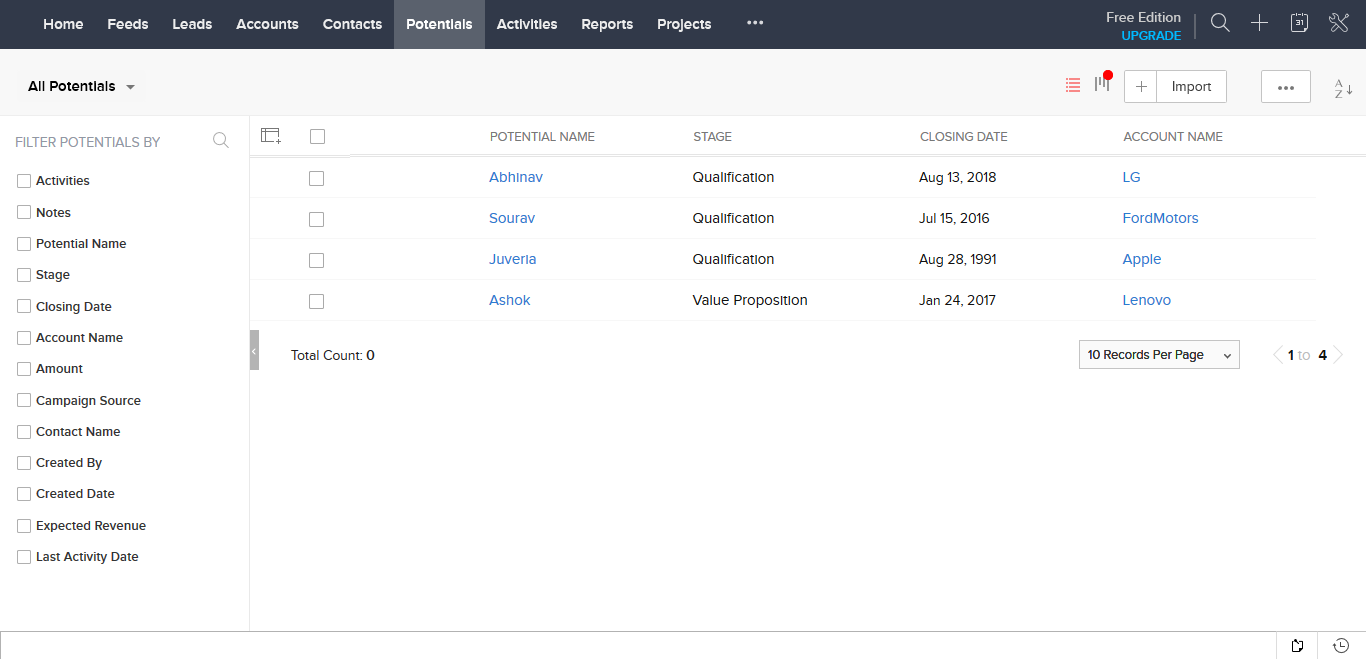 Home Feeds Leads Accounts Contacts Potentials Activities Reports Projects ••• Free Edition
UPGRADE
31
All Potentials
Import
•••
A
Z
FILTER POTENTIALS BY
Activities
Notes
Potential Name
Stage
Closing Date
Account Name
Amount
Campaign Source
Contact Name
Created By
Created Date
Expected Revenue
Last Activity Date
POTENTIAL NAME STAGE CLOSING DATE ACCOUNT NAME
Abhinav Qualification Aug 13, 2018 LG
Sourav Qualification Jul 15, 2016 FordMotors
Juveria Qualification Aug 28, 1991 Apple
Ashok Value Proposition Jan 24, 2017 Lenovo
Total Count: 0 10 Records Per Page 1 to 4